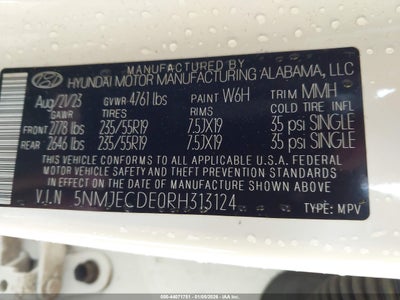 HYUNDAI
MANUFACTURED BY
HYUNDAI MOTOR MANUFACTURING ALABAMA, LLC
Aug/21/23 GVWR 4761 lbs PAINT W6H TRIM MMH
GAWR TIRES RIMS COLD TIRE INFL
FRONT 2778 lbs 235/55R19 7.5JX19 35 psi SINGLE
REAR 2646 lbs 235/55R19 7.5JX19 35 psi SINGLE
THIS VEHICLE CONFORMS TO ALL APPLICABLE U.S.A. FEDERAL
MOTOR VEHICLE SAFETY AND THEFT PREVENTION STANDARDS
IN EFFECT ON THE DATE OF MANUFACTURE SHOWN ABOVE.
V.I.N 5NMJECDE0RH313124 TYPE: MPV